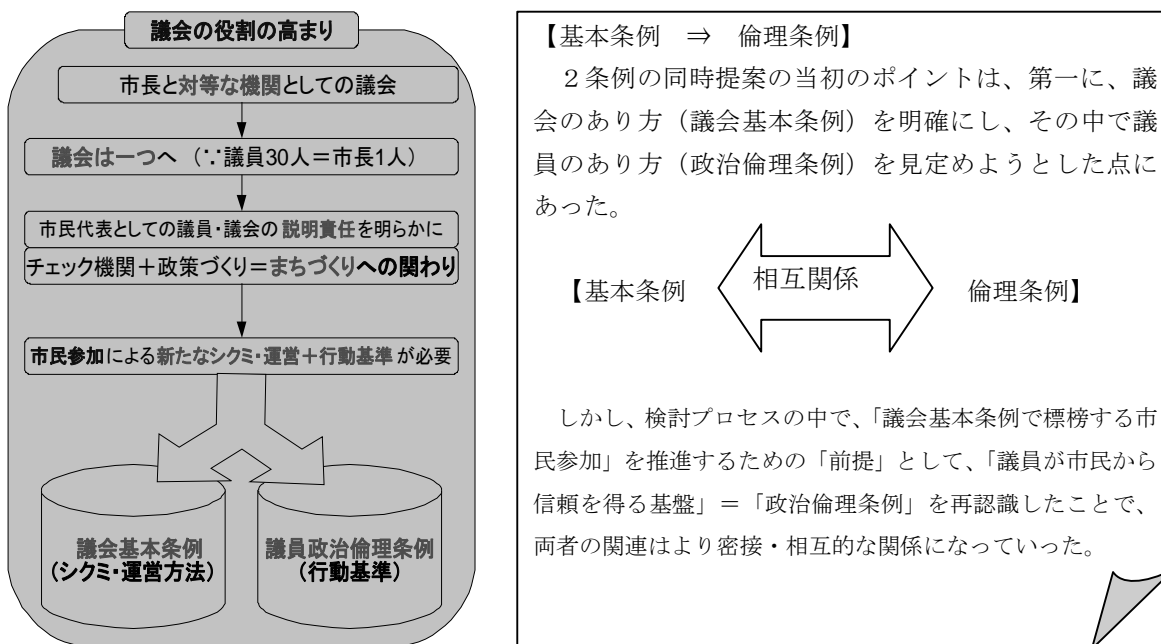 議会の役割の高まり
市長と対等な機関としての議会
議会は一つへ （∵議員30人＝市長1人）
市民代表としての議員・議会の説明責任を明らかに
チェック機関＋政策づくり＝まちづくりへの関わり
市民参加による新たなシクミ・運営＋行動基準が必要
議会基本条例
(シクミ・運営方法)
議員政治倫理条例
(行動基準)
【基本条例　⇒　倫理条例】
２条例の同時提案の当初のポイントは、第一に、議
会のあり方（議会基本条例）を明確にし、その中で議
員のあり方（政治倫理条例）を見定めようとした点に
あった。
【基本条例　相互関係　倫理条例】
しかし、検討プロセスの中で、「議会基本条例で標榜する市
民参加」を推進するための「前提」として、「議員が市民から
信頼を得る基盤」＝「政治倫理条例」を再認識したことで、
両者の関連はより密接・相互的な関係になっていった。